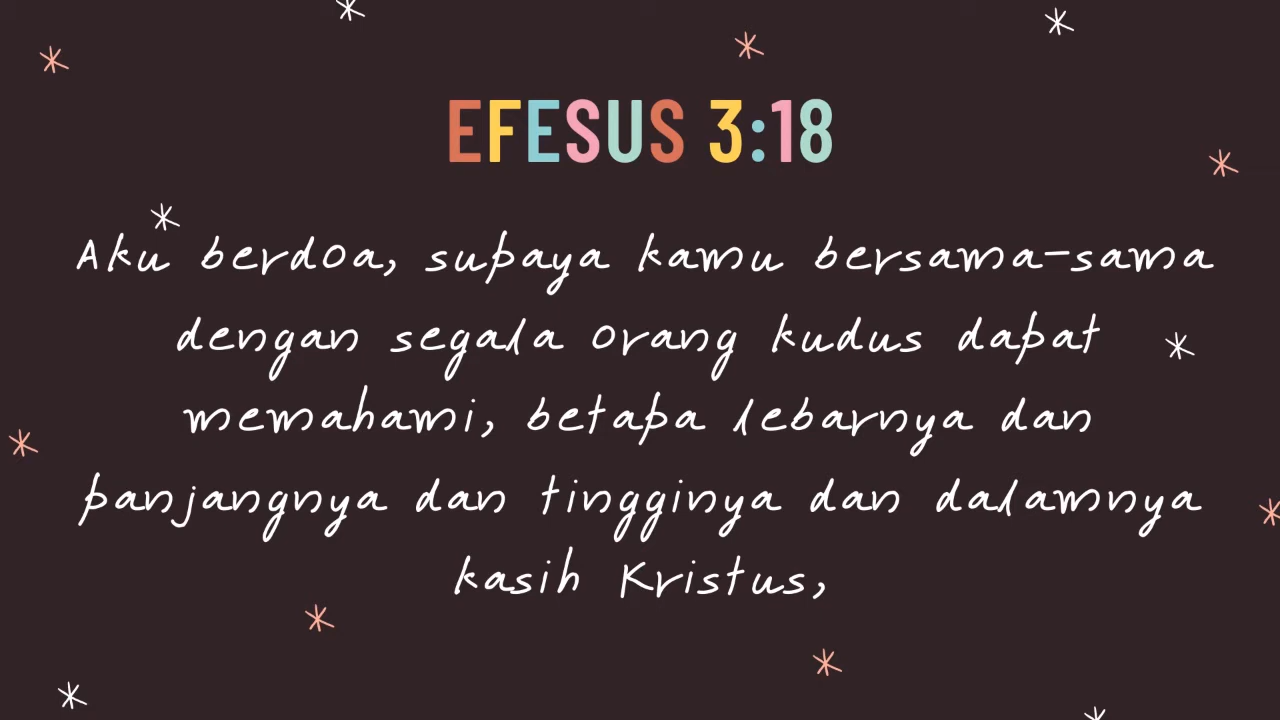 EFESUS 3:18
Aku berdoa, supaya kamu bersama-sama
dengan segala orang kudus dapat
memahami, betapa lebarnya dan
panjangnya dan tingginya dan dalamnya
kasih Kristus,